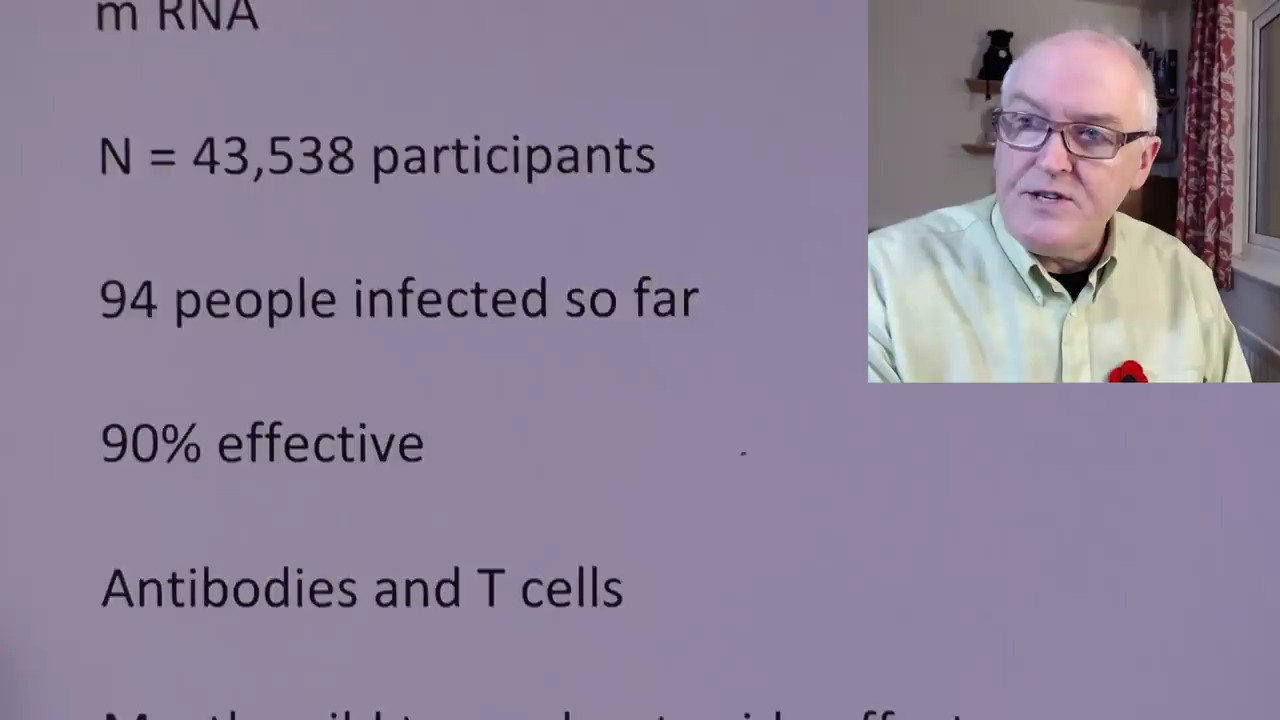 m RNA
N = 43,538 participants
94 people infected so far
90% effective
Antibodies and T cells